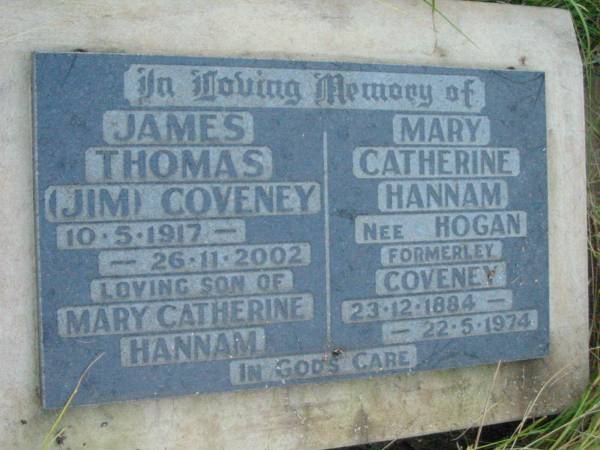 In Loving Memory of
JAMES
THOMAS
(JIM) COVENEY
10·5·1917 —
— 26·11·2002
LOVING SON OF
MARY CATHERINE
HANNAM
MARY
CATHERINE
HANNAM
NEE HOGAN
FORMERLEY
COVENEY
23·12·1884 —
— 22·5·1974
IN GOD'S CARE